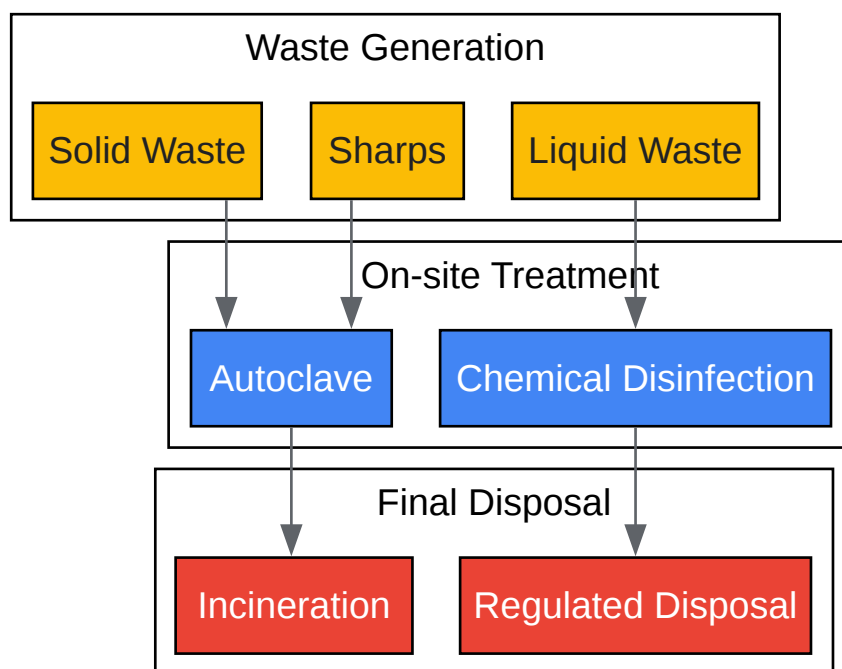 Waste Generation
Solid Waste
Sharps
Liquid Waste
On-site Treatment
Autoclave
Chemical Disinfection
Final Disposal
Incineration
Regulated Disposal